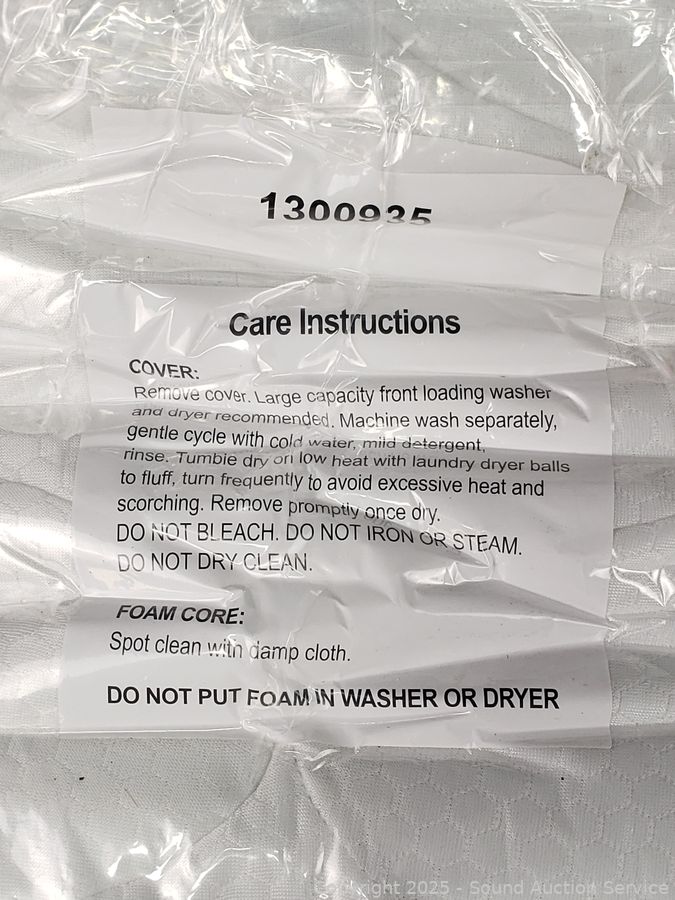 1300935
Care Instructions
COVER:
Remove cover. Large capacity front loading washer
and dryer recommended. Machine wash separately,
gentle cycle with cold water, mild detergent,
rinse. Tumble dry on low heat with laundry dryer balls
to fluff, turn frequently to avoid excessive heat and
scorching. Remove promptly once dry.
DO NOT BLEACH. DO NOT IRON OR STEAM.
DO NOT DRY CLEAN.
FOAM CORE:
Spot clean with damp cloth.
DO NOT PUT FOAM IN WASHER OR DRYER
Copyright 2025 - Sound Auction Service